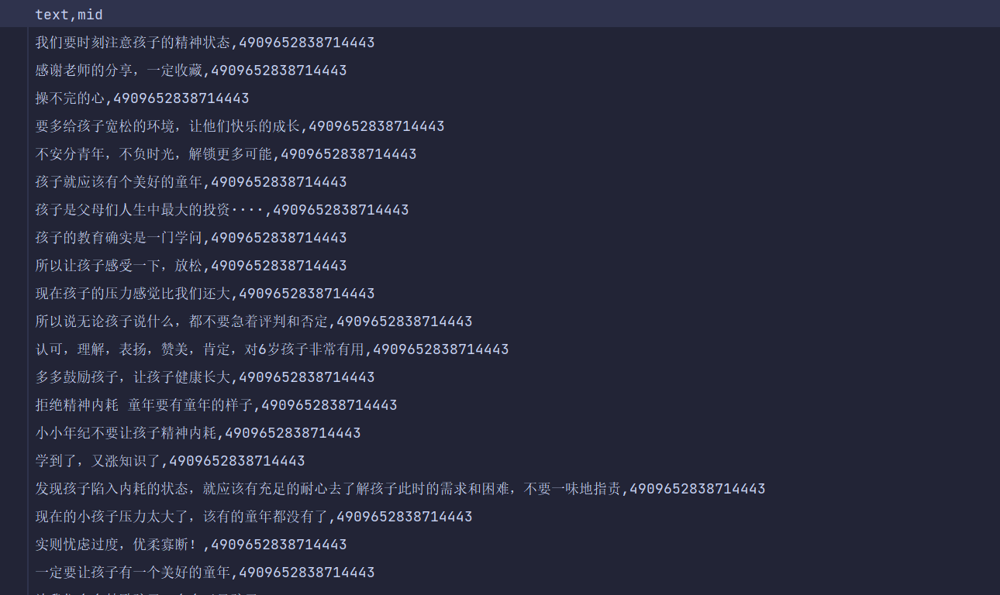 text,mid
我们要时刻注意孩子的精神状态,4909652838714443
感谢老师的分享，一定收藏,4909652838714443
操不完的心,4909652838714443
要多给孩子宽松的环境，让他们快乐的成长,4909652838714443
不安分青年，不负时光，解锁更多可能,4909652838714443
孩子就应该有个美好的童年,4909652838714443
孩子是父母们人生中最大的投资····,4909652838714443
孩子的教育确实是一门学问,4909652838714443
所以让孩子感受一下，放松,4909652838714443
现在孩子的压力感觉比我们还大,4909652838714443
所以说无论孩子说什么，都不要急着评判和否定,4909652838714443
认可，理解，表扬，赞美，肯定，对6岁孩子非常有用,4909652838714443
多多鼓励孩子，让孩子健康长大,4909652838714443
拒绝精神内耗 童年要有童年的样子,4909652838714443
小小年纪不要让孩子精神内耗,4909652838714443
学到了，又涨知识了,4909652838714443
发现孩子陷入内耗的状态，就应该有充足的耐心去了解孩子此时的需求和困难，不要一味地指责,4909652838714443
现在的小孩子压力太大了，该有的童年都没有了,4909652838714443
实则忧虑过度，优柔寡断！,4909652838714443
一定要让孩子有一个美好的童年,4909652838714443